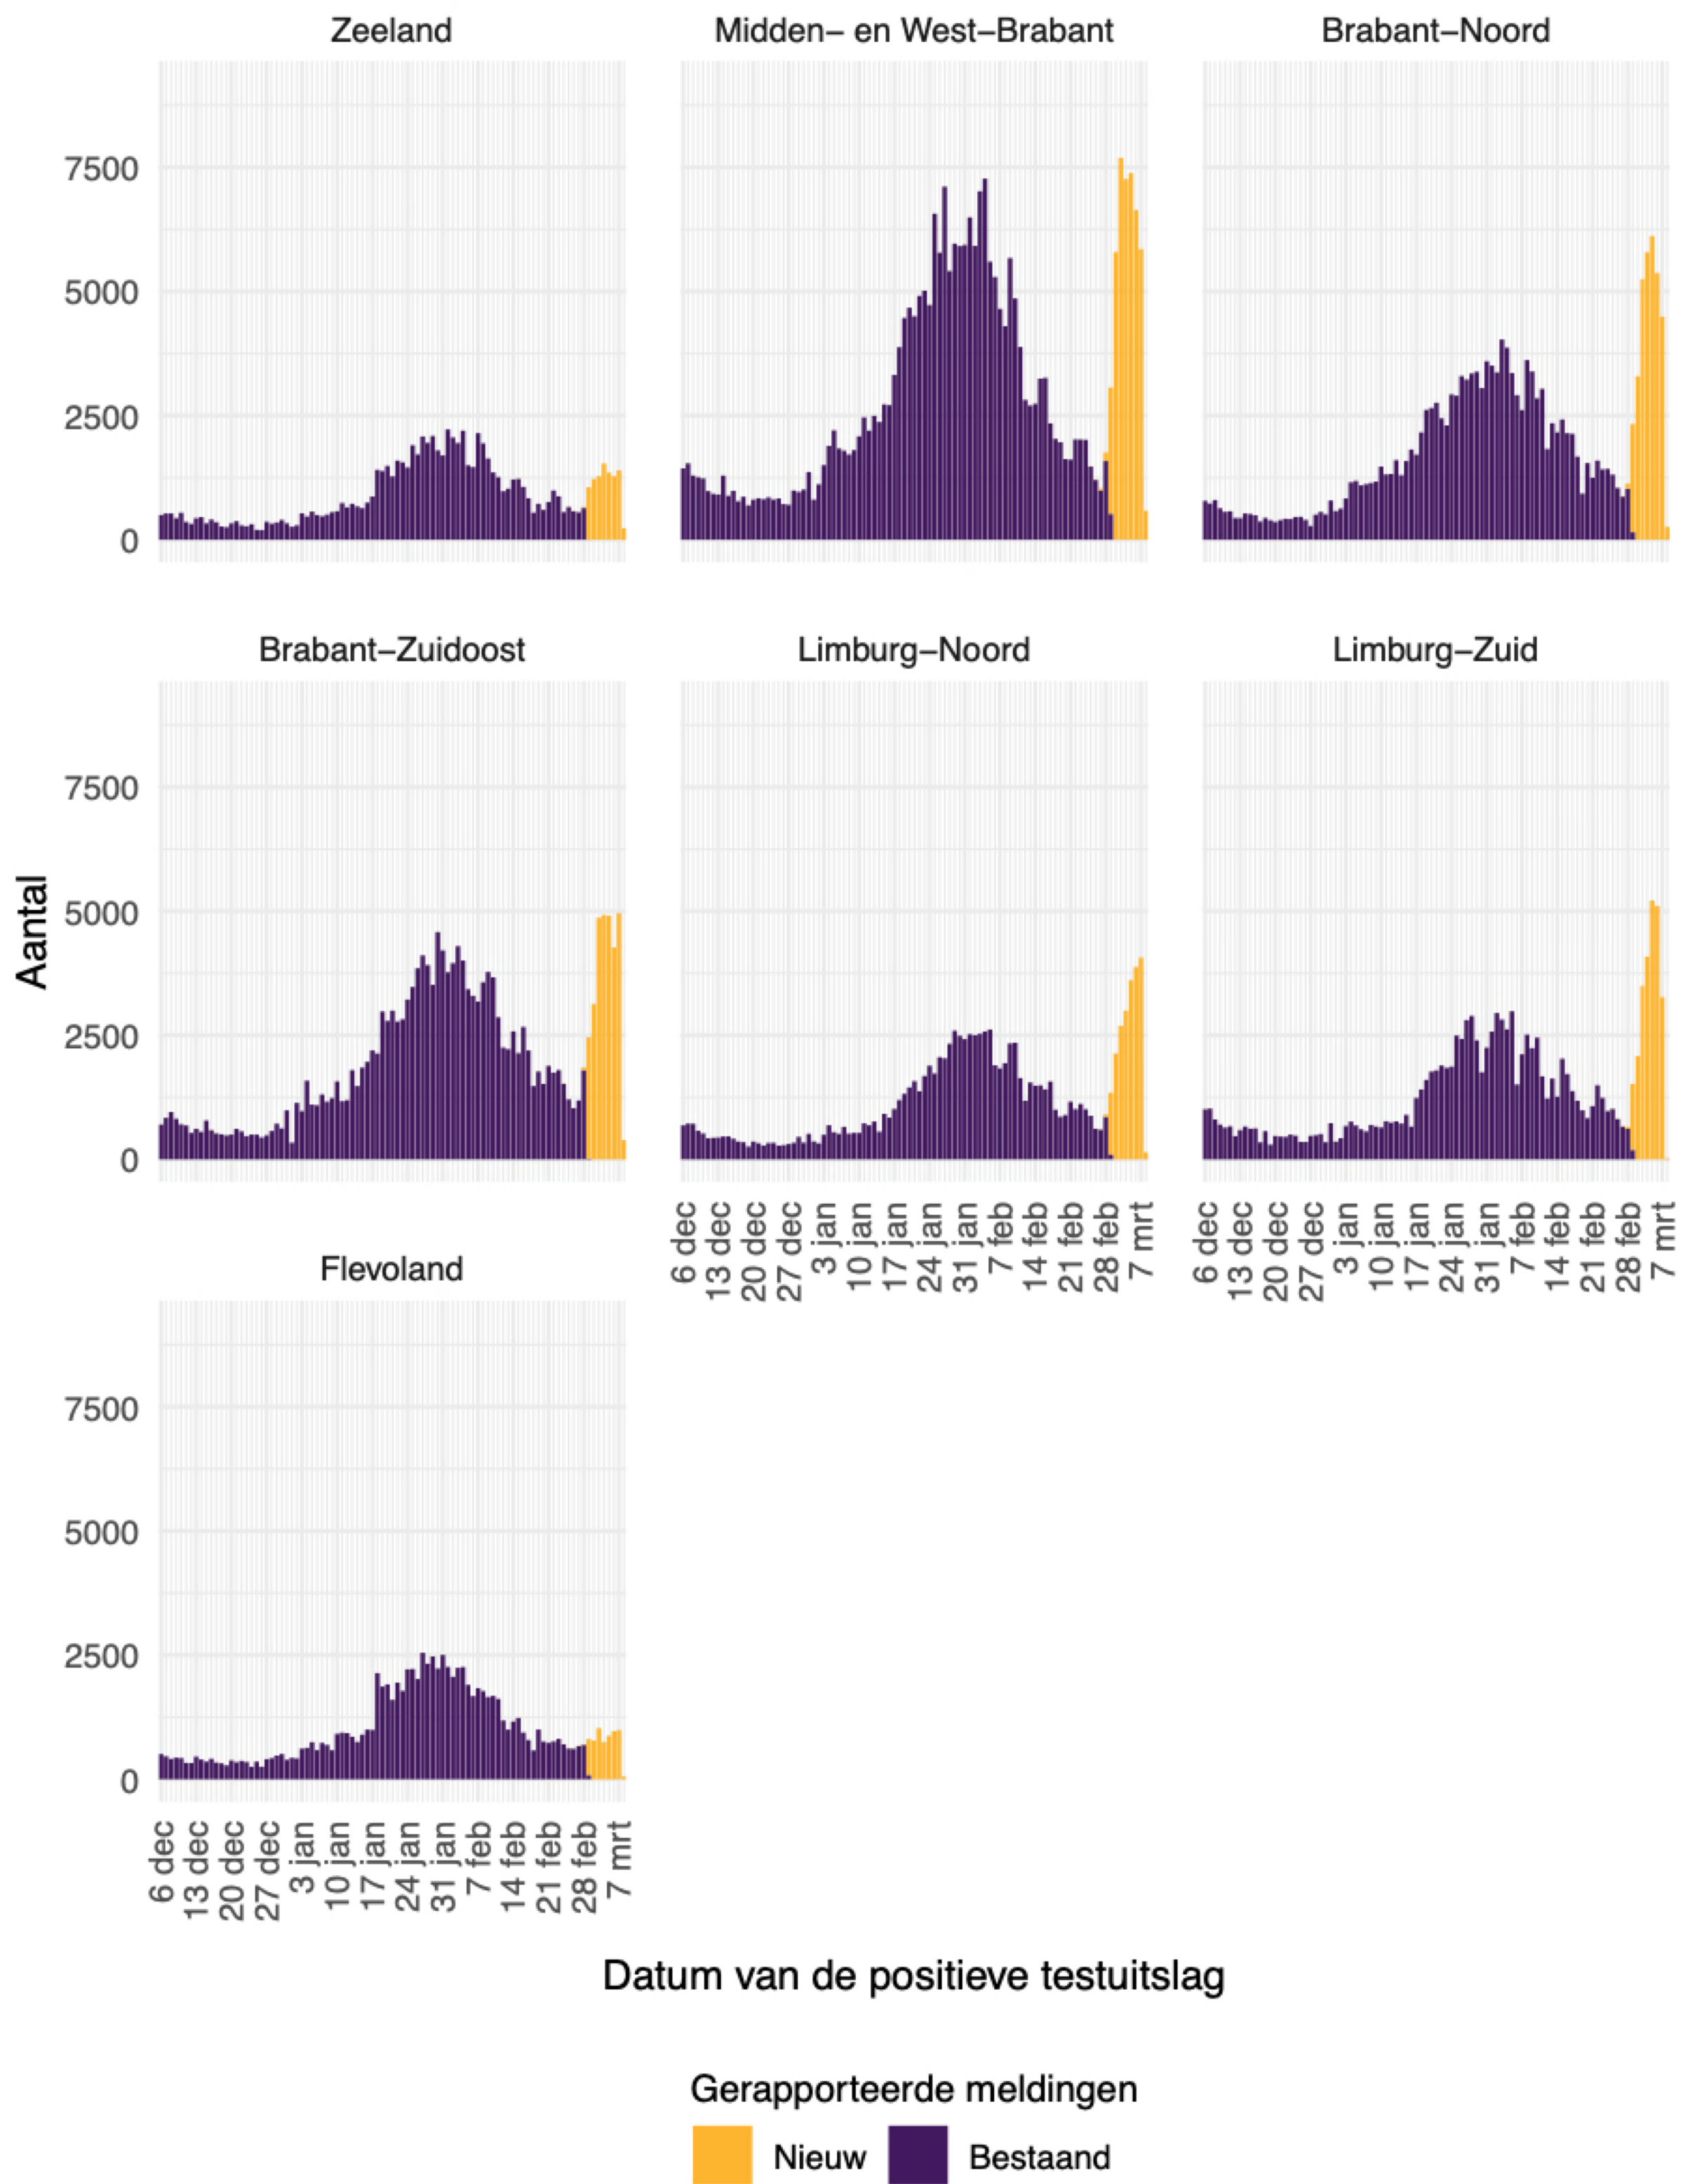 Zeeland
Midden– en West–Brabant
Brabant–Noord
7500
5000
2500
0
Brabant–Zuidoost
Limburg–Noord
Limburg–Zuid
Aantal
7500
5000
2500
0
6 dec
13 dec
20 dec
27 dec
3 jan
10 jan
17 jan
24 jan
31 jan
7 feb
14 feb
21 feb
28 feb
7 mrt
6 dec
13 dec
20 dec
27 dec
3 jan
10 jan
17 jan
24 jan
31 jan
7 feb
14 feb
21 feb
28 feb
7 mrt
Flevoland
7500
5000
2500
0
6 dec
13 dec
20 dec
27 dec
3 jan
10 jan
17 jan
24 jan
31 jan
7 feb
14 feb
21 feb
28 feb
7 mrt
Datum van de positieve testuitslag
Gerapporteerde meldingen
Nieuw
Bestaand